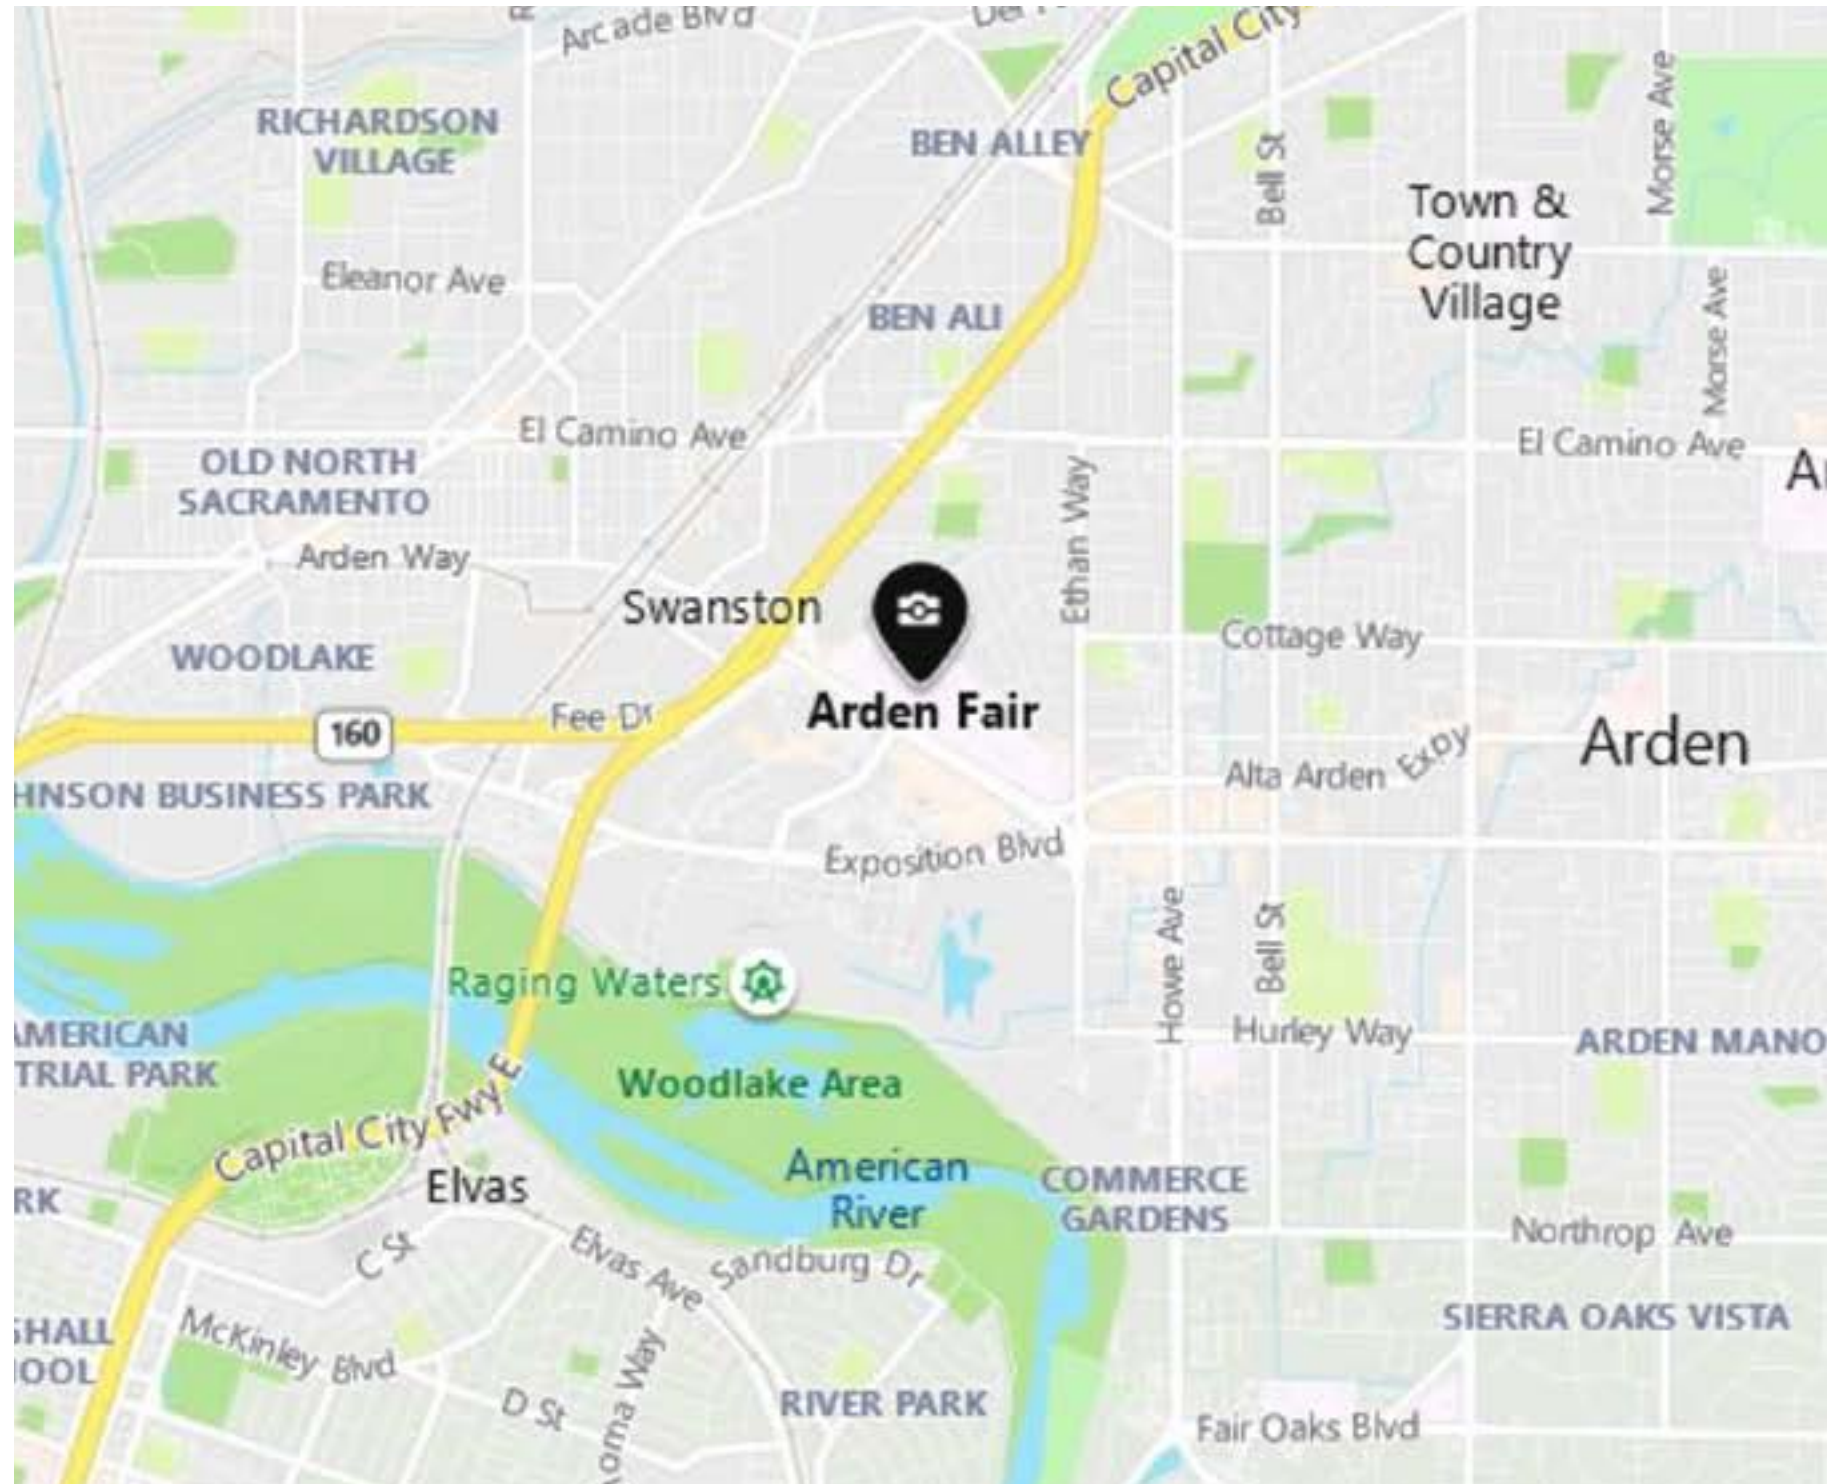 Arcade Blvd
Capital City
RICHARDSON
VILLAGE
BEN ALLEY
Bell St
Morse Ave
Town &
Country
Village
Eleanor Ave
BEN ALI
Morse Ave
El Camino Ave
El Camino Ave
OLD NORTH
SACRAMENTO
Ethan Way
Arden Way
Swanston
Cottage Way
WOODLAKE
Arden Fair
Fee Dr
160
Arden
Alta Arden Exby
HNSON BUSINESS PARK
Exposition Blvd
Howe Ave
Bell St
Raging Waters
AMERICAN
TRIAL PARK
Hurley Way
ARDEN MANO
Woodlake Area
Capital City Fwy E
American
River
Elvas
COMMERCE
GARDENS
RK
C St
Elvas Ave
Sandburg Dr
Northrop Ave
SHALL
OOL
McKinley Blvd
SIERRA OAKS VISTA
D St
oma Way
RIVER PARK
Fair Oaks Blvd